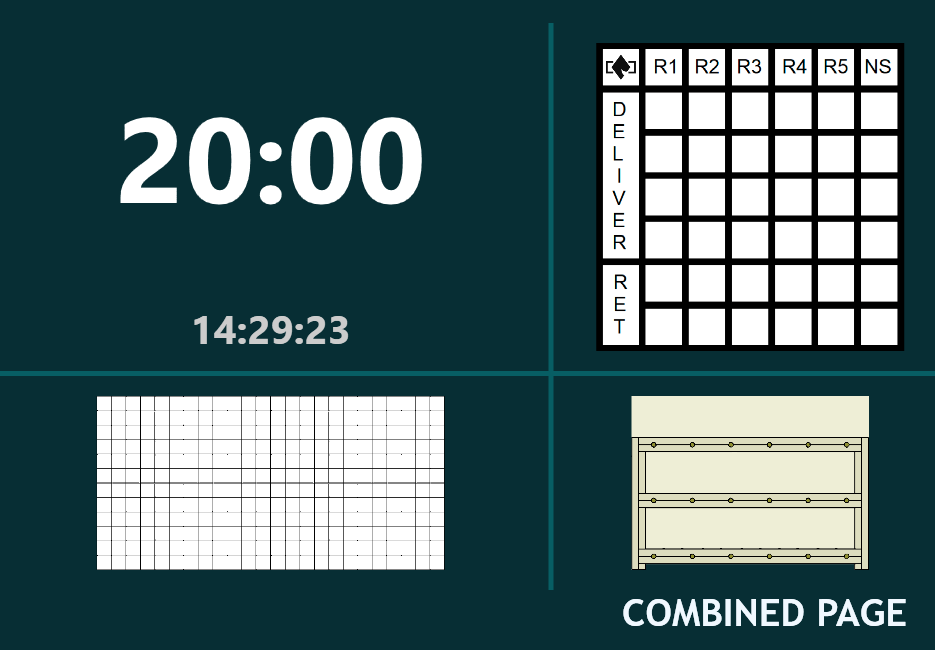 20:00
14:29:23
R1 R2 R3 R4 R5 NS
DELIVER
RET
COMBINED PAGE